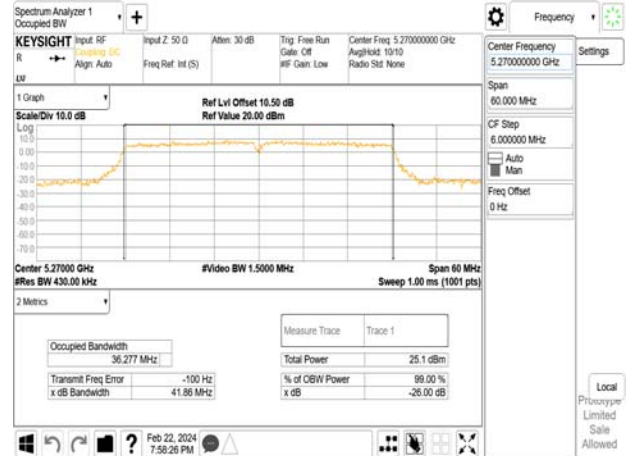 Spectrum Analyzer 1
Occupied BW
+
Frequency
KEYSIGHT
R
LVI
Input: RF
Coupling: DC
Align: Auto
Input Z: 50 Ω
Freq Ref: Int (S)
Atten: 30 dB
Trig: Free Run
Gate: Off
#IF Gain: Low
Center Freq: 5.270000000 GHz
Avg|Hold: 10/10
Radio Std: None
1 Graph
Scale/Div 10.0 dB
Ref Lvl Offset 10.50 dB
Ref Value 20.00 dBm
Log
10.0
0.00
-10.0
-20.0
-30.0
-40.0
-50.0
-60.0
-70.0
Center 5.27000 GHz
#Res BW 430.00 kHz
#Video BW 1.5000 MHz
Span 60 MHz
Sweep 1.00 ms (1001 pts)
2 Metrics
Measure Trace
Trace 1
Occupied Bandwidth
36.277 MHz
Total Power
25.1 dBm
Transmit Freq Error
-100 Hz
% of OBW Power
99.00 %
x dB Bandwidth
41.86 MHz
x dB
-26.00 dB
Feb 22, 2024
7:58:26 PM
?
Center Frequency
5.270000000 GHz
Settings
Span
60.000 MHz
CF Step
6.000000 MHz
Auto
Man
Freq Offset
0 Hz
Local
Prototype
Limited
Sale
Allowed